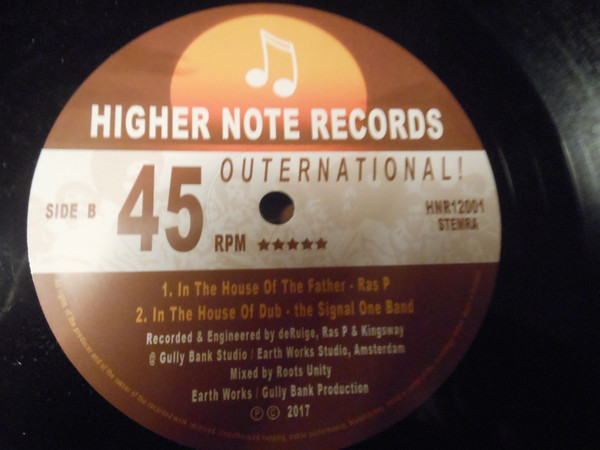 HIGHER NOTE RECORDS
OUTERNATIONAL!
SIDE B
45
RPM ★★★★★
HNR12001
STEMRA
1. In The House Of The Father - Ras P
2. In The House Of Dub - the Signal One Band
Recorded & Engineered by deRuige, Ras P & Kingsway
@ Gully Bank Studio / Earth Works Studio, Amsterdam
Mixed by Roots Unity
Earth Works / Gully Bank Production
Ⓟ © 2017